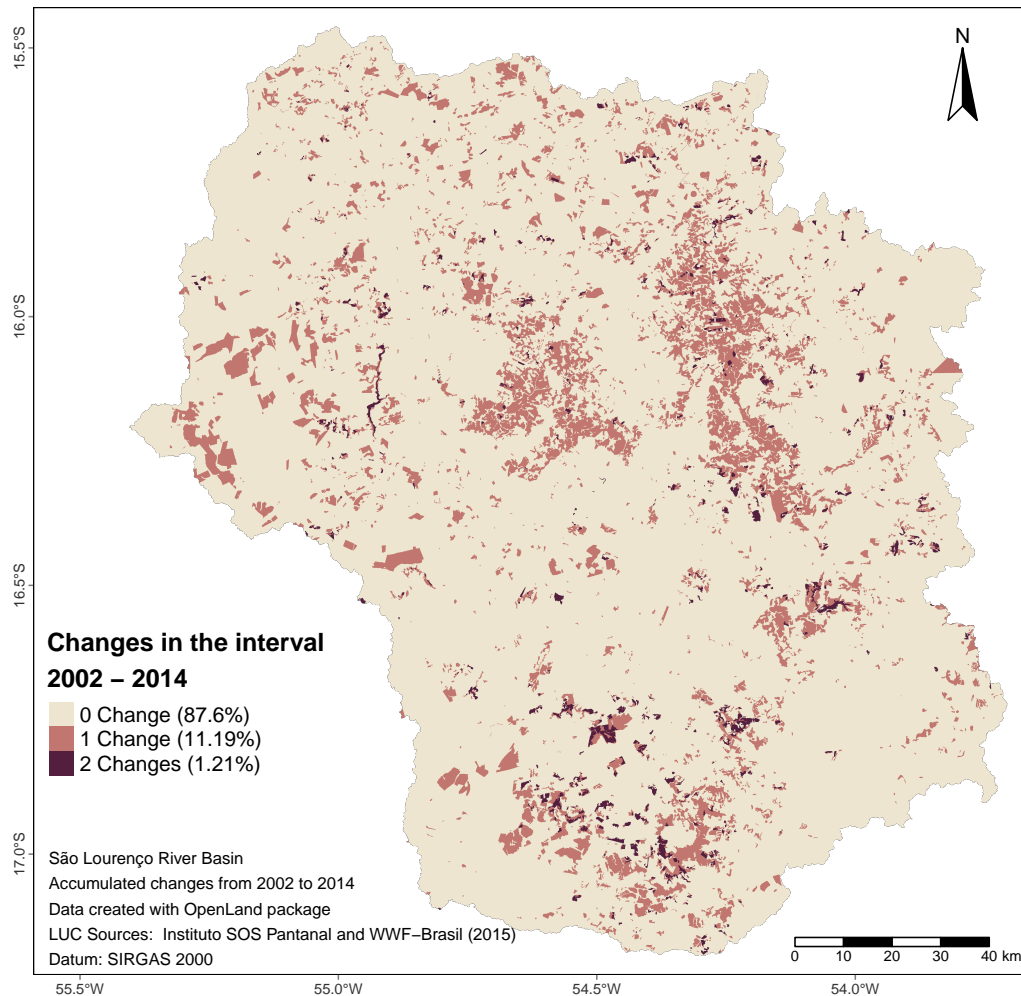 N
15.5°S
16.0°S
16.5°S
17.0°S
Changes in the interval
2002 − 2014
0 Change (87.6%)
1 Change (11.19%)
2 Changes (1.21%)
São Lourenço River Basin
Accumulated changes from 2002 to 2014
Data created with OpenLand package
LUC Sources: Instituto SOS Pantanal and WWF−Brasil (2015)
Datum: SIRGAS 2000
0 10 20 30 40 km
55.5°W 55.0°W 54.5°W 54.0°W